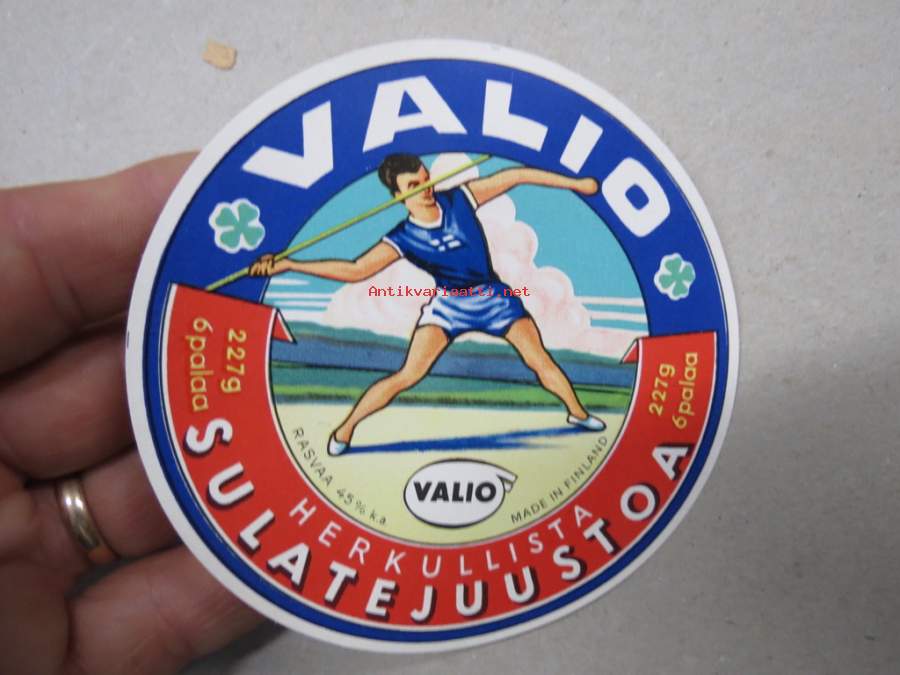 VALIO
Antikvariaatti.net
227g
6 palaa
227g
6 palaa
RASVAA 45% k.a.
VALIO
MADE IN FINLAND
HERKULLISTA
SULATEJUUSTOA